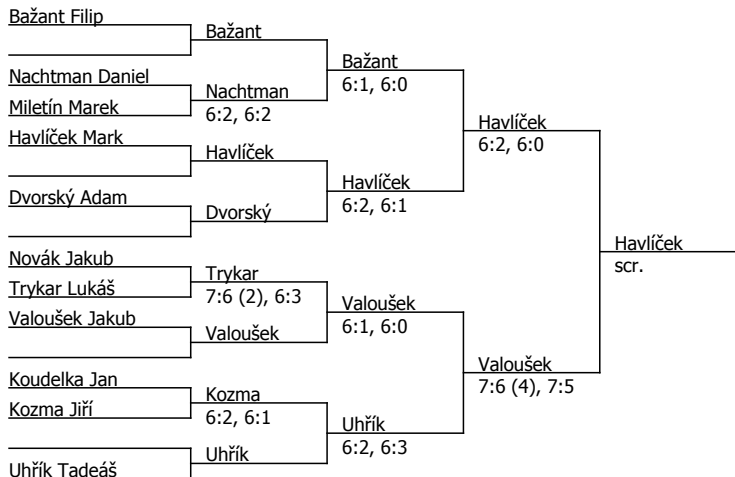 Bažant Filip
Bažant
Bažant
6:1, 6:0
Nachtman Daniel
Nachtman
6:2, 6:2
Miletín Marek
Havlíček
6:2, 6:0
Havlíček Mark
Havlíček
Havlíček
6:2, 6:1
Dvorský Adam
Dvorský
Havlíček
scr.
Novák Jakub
Trykar
7:6 (2), 6:3
Trykar Lukáš
Valoušek
6:1, 6:0
Valoušek Jakub
Valoušek
Valoušek
7:6 (4), 7:5
Koudelka Jan
Kozma
6:2, 6:1
Kozma Jiří
Uhřík
6:2, 6:3
Uhřík
Uhřík Tadeáš